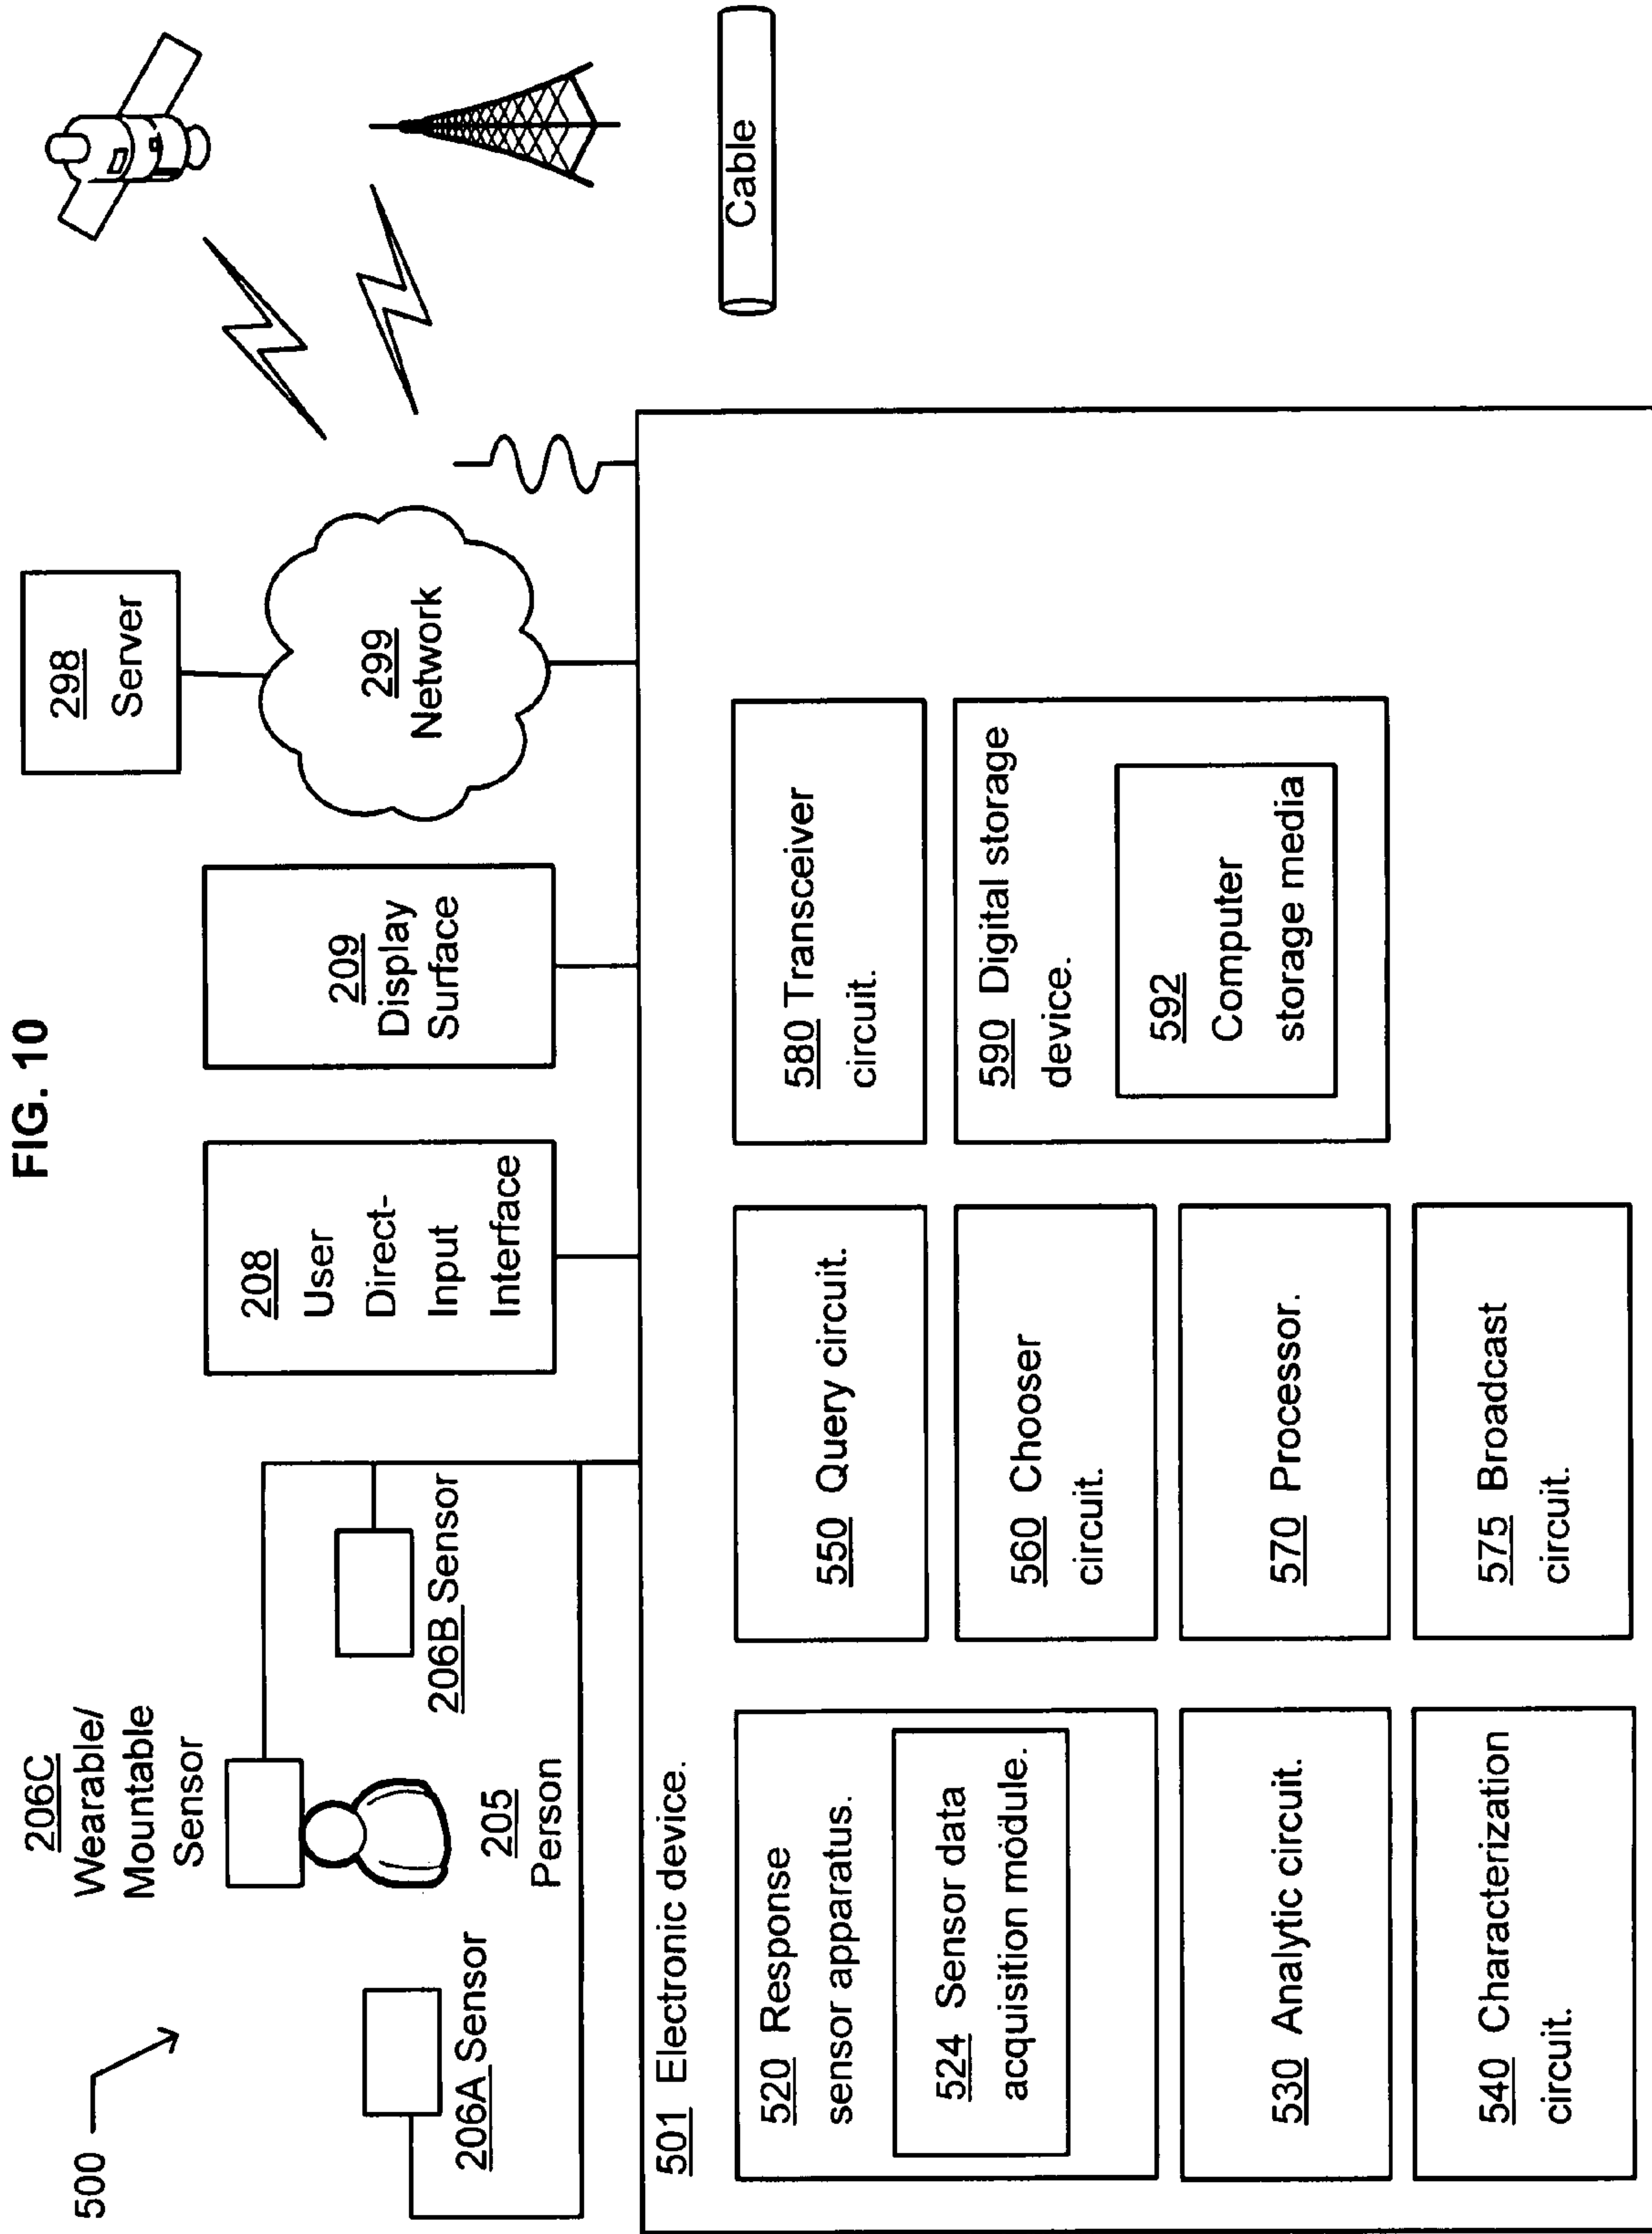 FIG. 10
500
206C
Wearable/
Mountable
Sensor
206A Sensor
205
Person
206B Sensor
208
User
Direct-
Input
Interface
209
Display
Surface
298
Server
299
Network
Cable
501 Electronic device.
520 Response
sensor apparatus.
524 Sensor data
acquisition module.
530 Analytic circuit.
540 Characterization
circuit.
550 Query circuit.
560 Chooser
circuit.
570 Processor.
575 Broadcast
circuit.
580 Transceiver
circuit.
590 Digital storage
device.
592
Computer
storage media